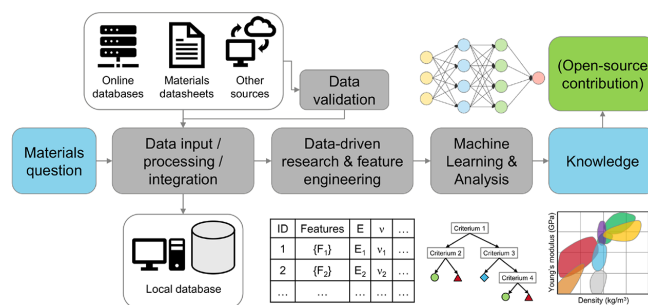 Online
databases
Materials
datasheets
Other
sources
Data
validation
(Open-source
contribution)
Materials
question
Data input /
processing /
integration
Data-driven
research & feature
engineering
Machine
Learning &
Analysis
Knowledge
Local database
ID Features E ν ...
1 {F₁} E₁ ν₁ ...
2 {F₂} E₂ ν₂ ...
... ... ... ... ...
Criterium 1
Criterium 2 Criterium 3
Criterium 4
Young's modulus (GPa)
Density (kg/m³)